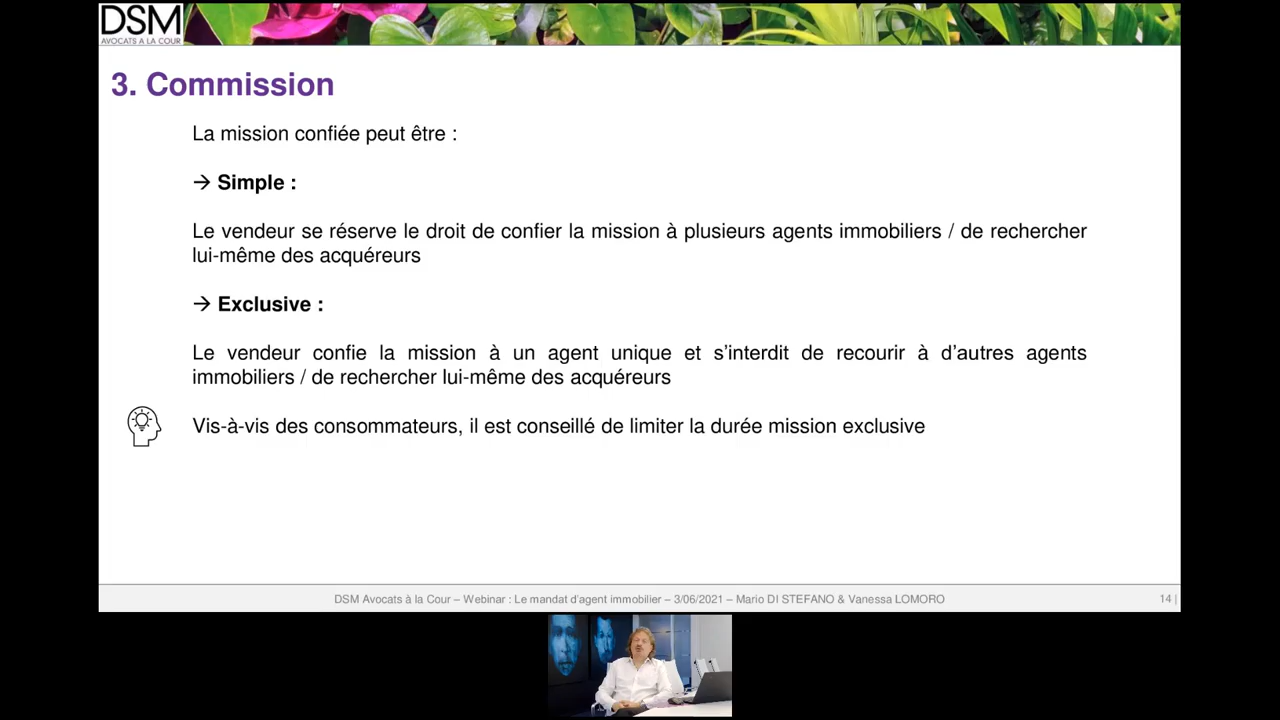 DSM
AVOCATS A LA COUR
3. Commission
La mission confiée peut être :
→ Simple :
Le vendeur se réserve le droit de confier la mission à plusieurs agents immobiliers / de rechercher
lui-même des acquéreurs
→ Exclusive :
Le vendeur confie la mission à un agent unique et s’interdit de recourir à d’autres agents
immobiliers / de rechercher lui-même des acquéreurs
Vis-à-vis des consommateurs, il est conseillé de limiter la durée mission exclusive
DSM Avocats à la Cour – Webinar : Le mandat d’agent immobilier – 3/06/2021 – Mario DI STEFANO & Vanessa LOMORO
14 |